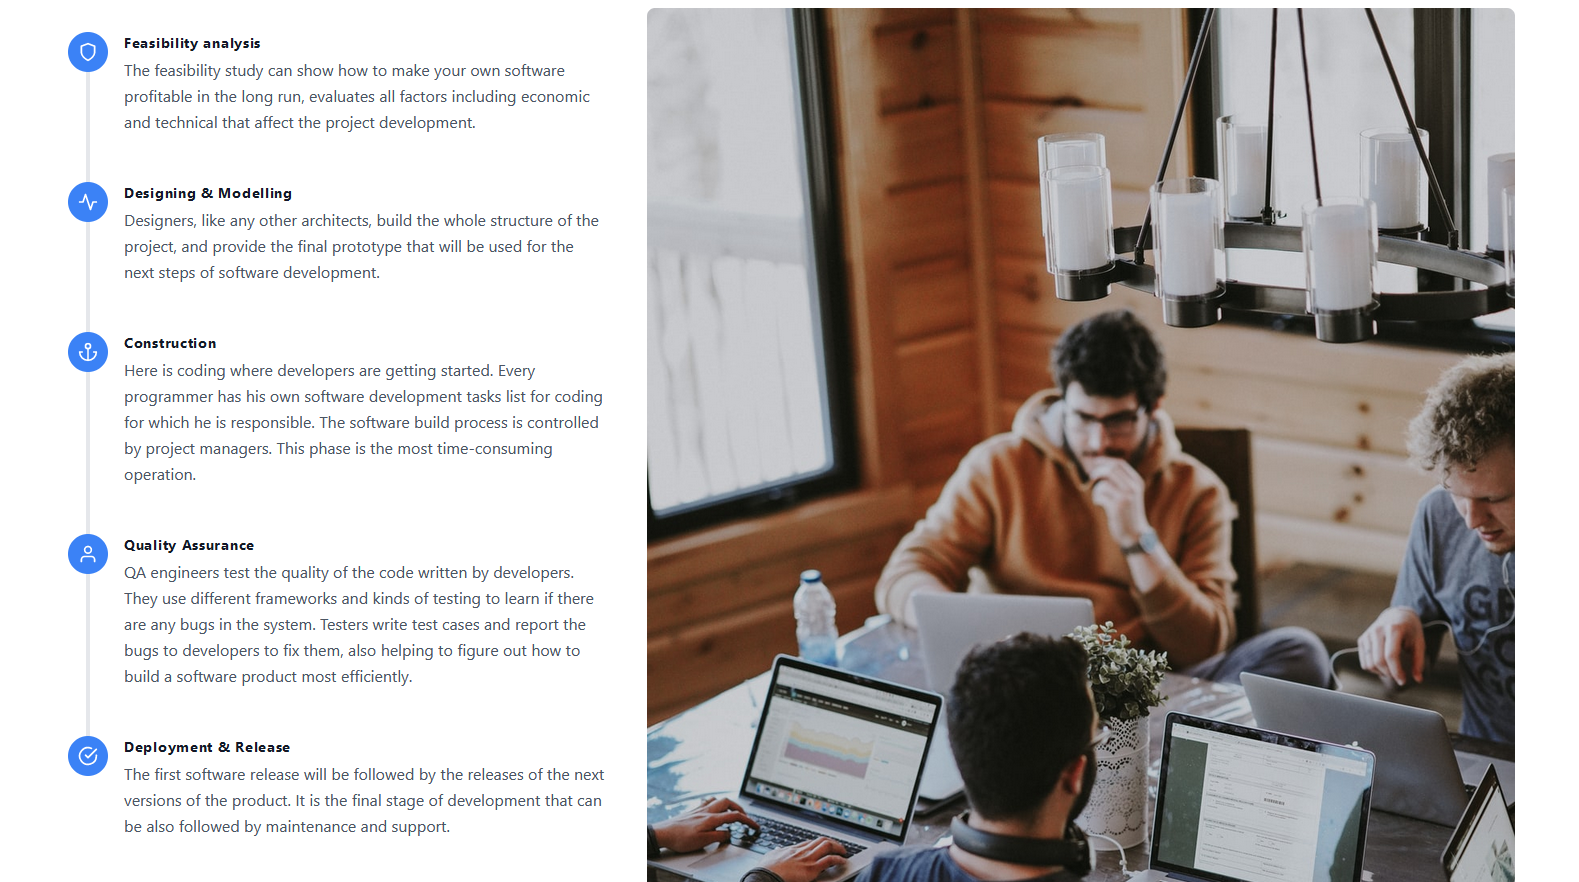 Feasibility analysis
The feasibility study can show how to make your own software
profitable in the long run, evaluates all factors including economic
and technical that affect the project development.
Designing & Modelling
Designers, like any other architects, build the whole structure of the
project, and provide the final prototype that will be used for the
next steps of software development.
Construction
Here is coding where developers are getting started. Every
programmer has his own software development tasks list for coding
for which he is responsible. The software build process is controlled
by project managers. This phase is the most time-consuming
operation.
Quality Assurance
QA engineers test the quality of the code written by developers.
They use different frameworks and kinds of testing to learn if there
are any bugs in the system. Testers write test cases and report the
bugs to developers to fix them, also helping to figure out how to
build a software product most efficiently.
Deployment & Release
The first software release will be followed by the releases of the next
versions of the product. It is the final stage of development that can
be also followed by maintenance and support.